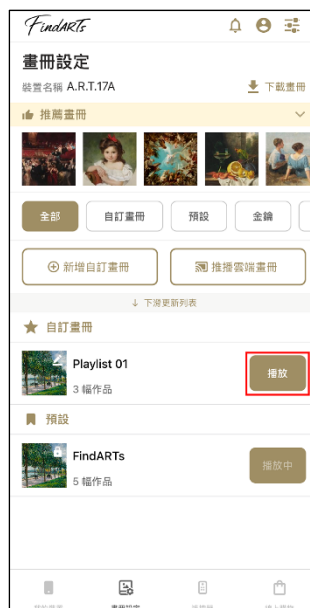 FindARTs
畫冊設定
裝置名稱 A.R.T.17A
下載畫冊
推薦畫冊
全部
自訂畫冊
預設
金鑰
新增自訂畫冊
推播雲端畫冊
↓ 下滑更新列表
自訂畫冊
Playlist 01
3 幅作品
播放
預設
FindARTs
5 幅作品
播放中
畫冊設定